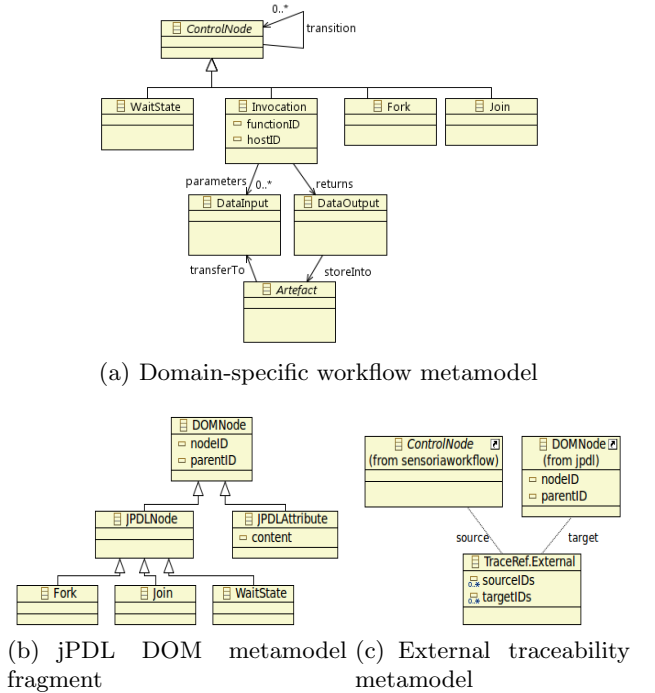 ControlNode
0..*
transition
WaitState
Invocation
functionID
hostID
Fork
Join
parameters
0..*
returns
DataInput
DataOutput
transferTo
storeInto
Artefact
(a) Domain-specific workflow metamodel
DOMNode
nodeID
parentID
JPDLNode
JPDLAttribute
content
Fork
Join
WaitState
(b) jPDL DOM metamodel
fragment
ControlNode
(from sensoriaworkflow)
DOMNode
(from jpdl)
nodeID
parentID
source
target
TraceRef.External
0..* sourceIDs
0..* targetIDs
(c) External traceability
metamodel